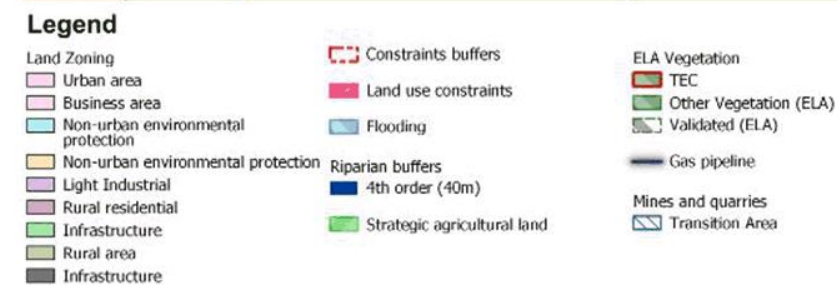 Legend
Land Zoning
Urban area
Business area
Non-urban environmental
protection
Non-urban environmental protection
Light Industrial
Rural residential
Infrastructure
Rural area
Infrastructure
Constraints buffers
Land use constraints
Flooding
Riparian buffers
4th order (40m)
Strategic agricultural land
ELA Vegetation
TEC
Other Vegetation (ELA)
Validated (ELA)
Gas pipeline
Mines and quarries
Transition Area